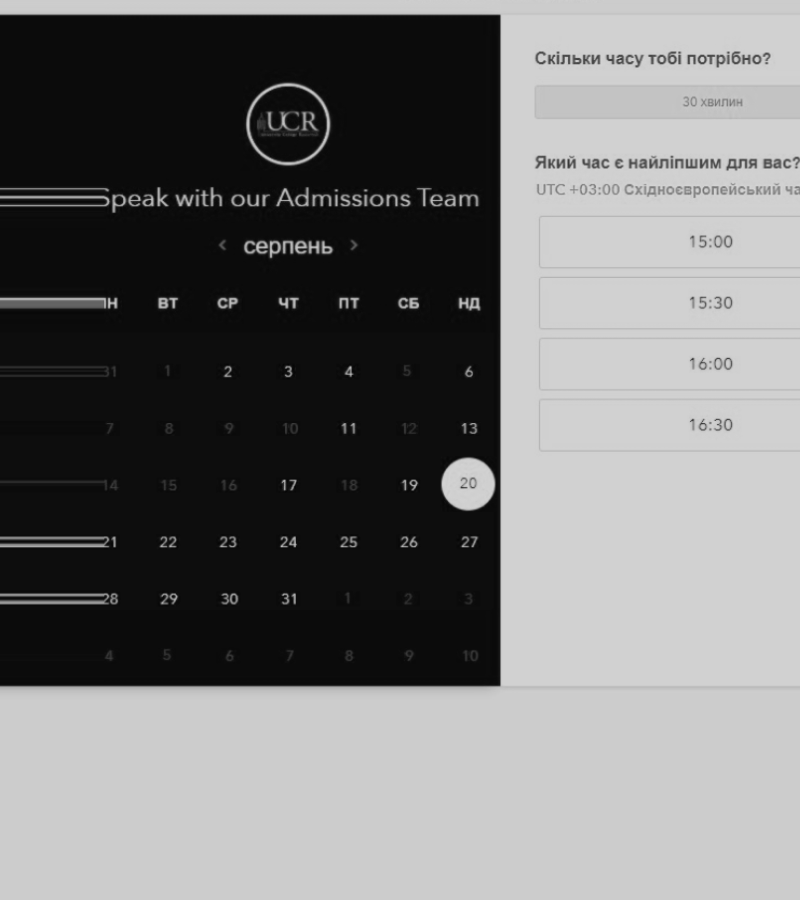 UCR
Speak with our Admissions Team
< серпень >
ВТ СР ЧТ ПТ СБ НД
31 1 2 3 4 5 6
7 8 9 10 11 12 13
14 15 16 17 18 19 20
21 22 23 24 25 26 27
28 29 30 31 1 2 3
4 5 6 7 8 9 10
Скільки часу тобі потрібно?
30 хвилин
Який час є найліпшим для вас?
UTC +03:00 Східноєвропейський ча
15:00
15:30
16:00
16:30